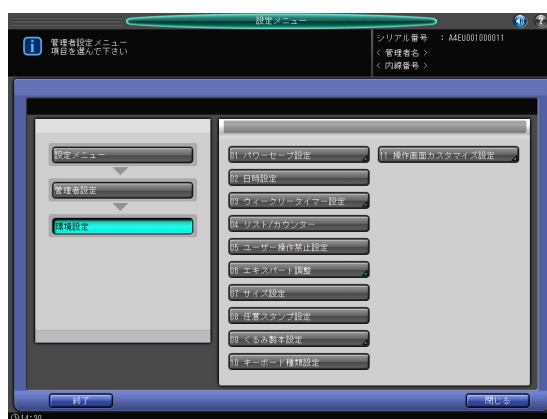 設定メニュー
管理者設定メニュー
項目を選んで下さい
シリアル番号 : A4EU001000011
< 管理者名 >
< 内線番号 >
設定メニュー
管理者設定
環境設定
01 パワーセーブ設定
02 日時設定
03 ウィークリータイマー設定
04 リスト/カウンター
05 ユーザー操作禁止設定
06 エキスパート調整
07 サイズ設定
08 任意スタンプ設定
09 くるみ製本設定
10 キーボード種類設定
11 操作画面カスタマイズ設定
終了
閉じる
14:30